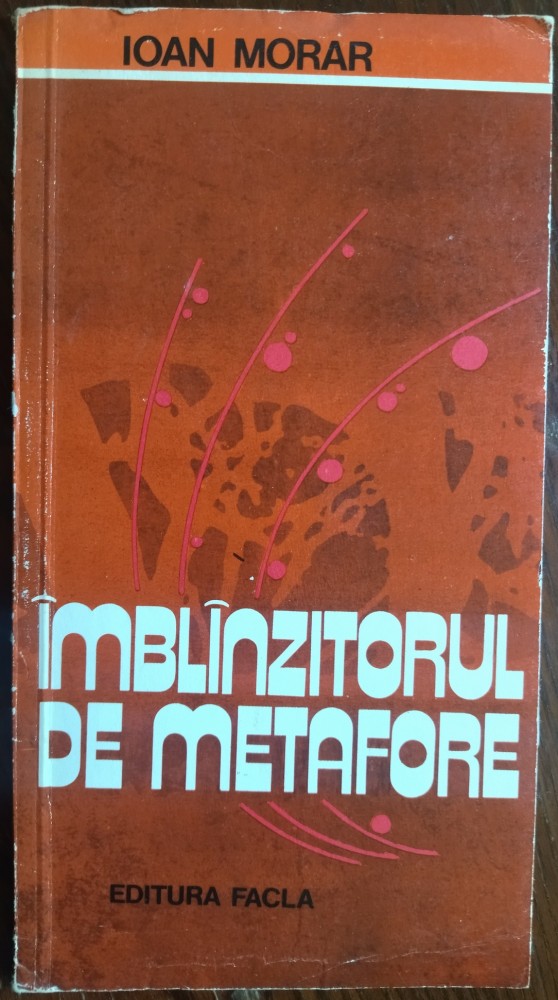 IOAN MORAR
ÎMBLÎNZITORUL
DE METAFORE
EDITURA FACLA